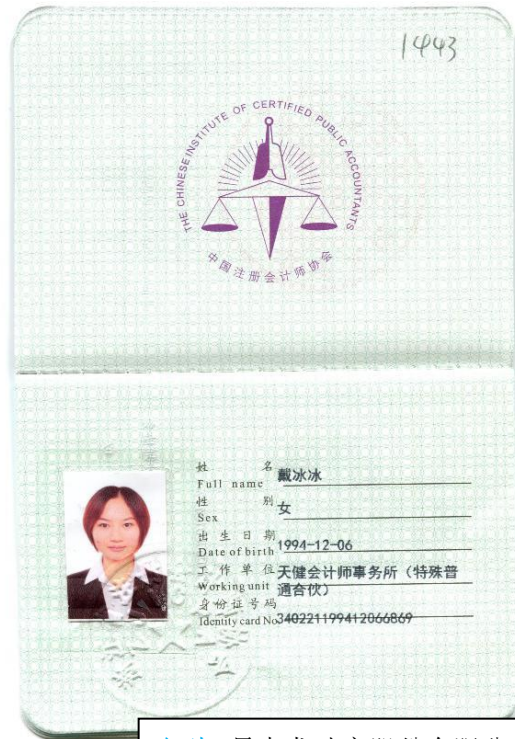 1443
THE CHINESE INSTITUTE OF CERTIFIED PUBLIC ACCOUNTANTS
中国注册会计师协会
姓 名 戴冰冰
Full name
性 别 女
Sex
出 生 日 期 1994-12-06
Date of birth
工 作 单 位 天健会计师事务所（特殊普
Working unit 通合伙）
身份证号码 340221199412066869
Identity card No